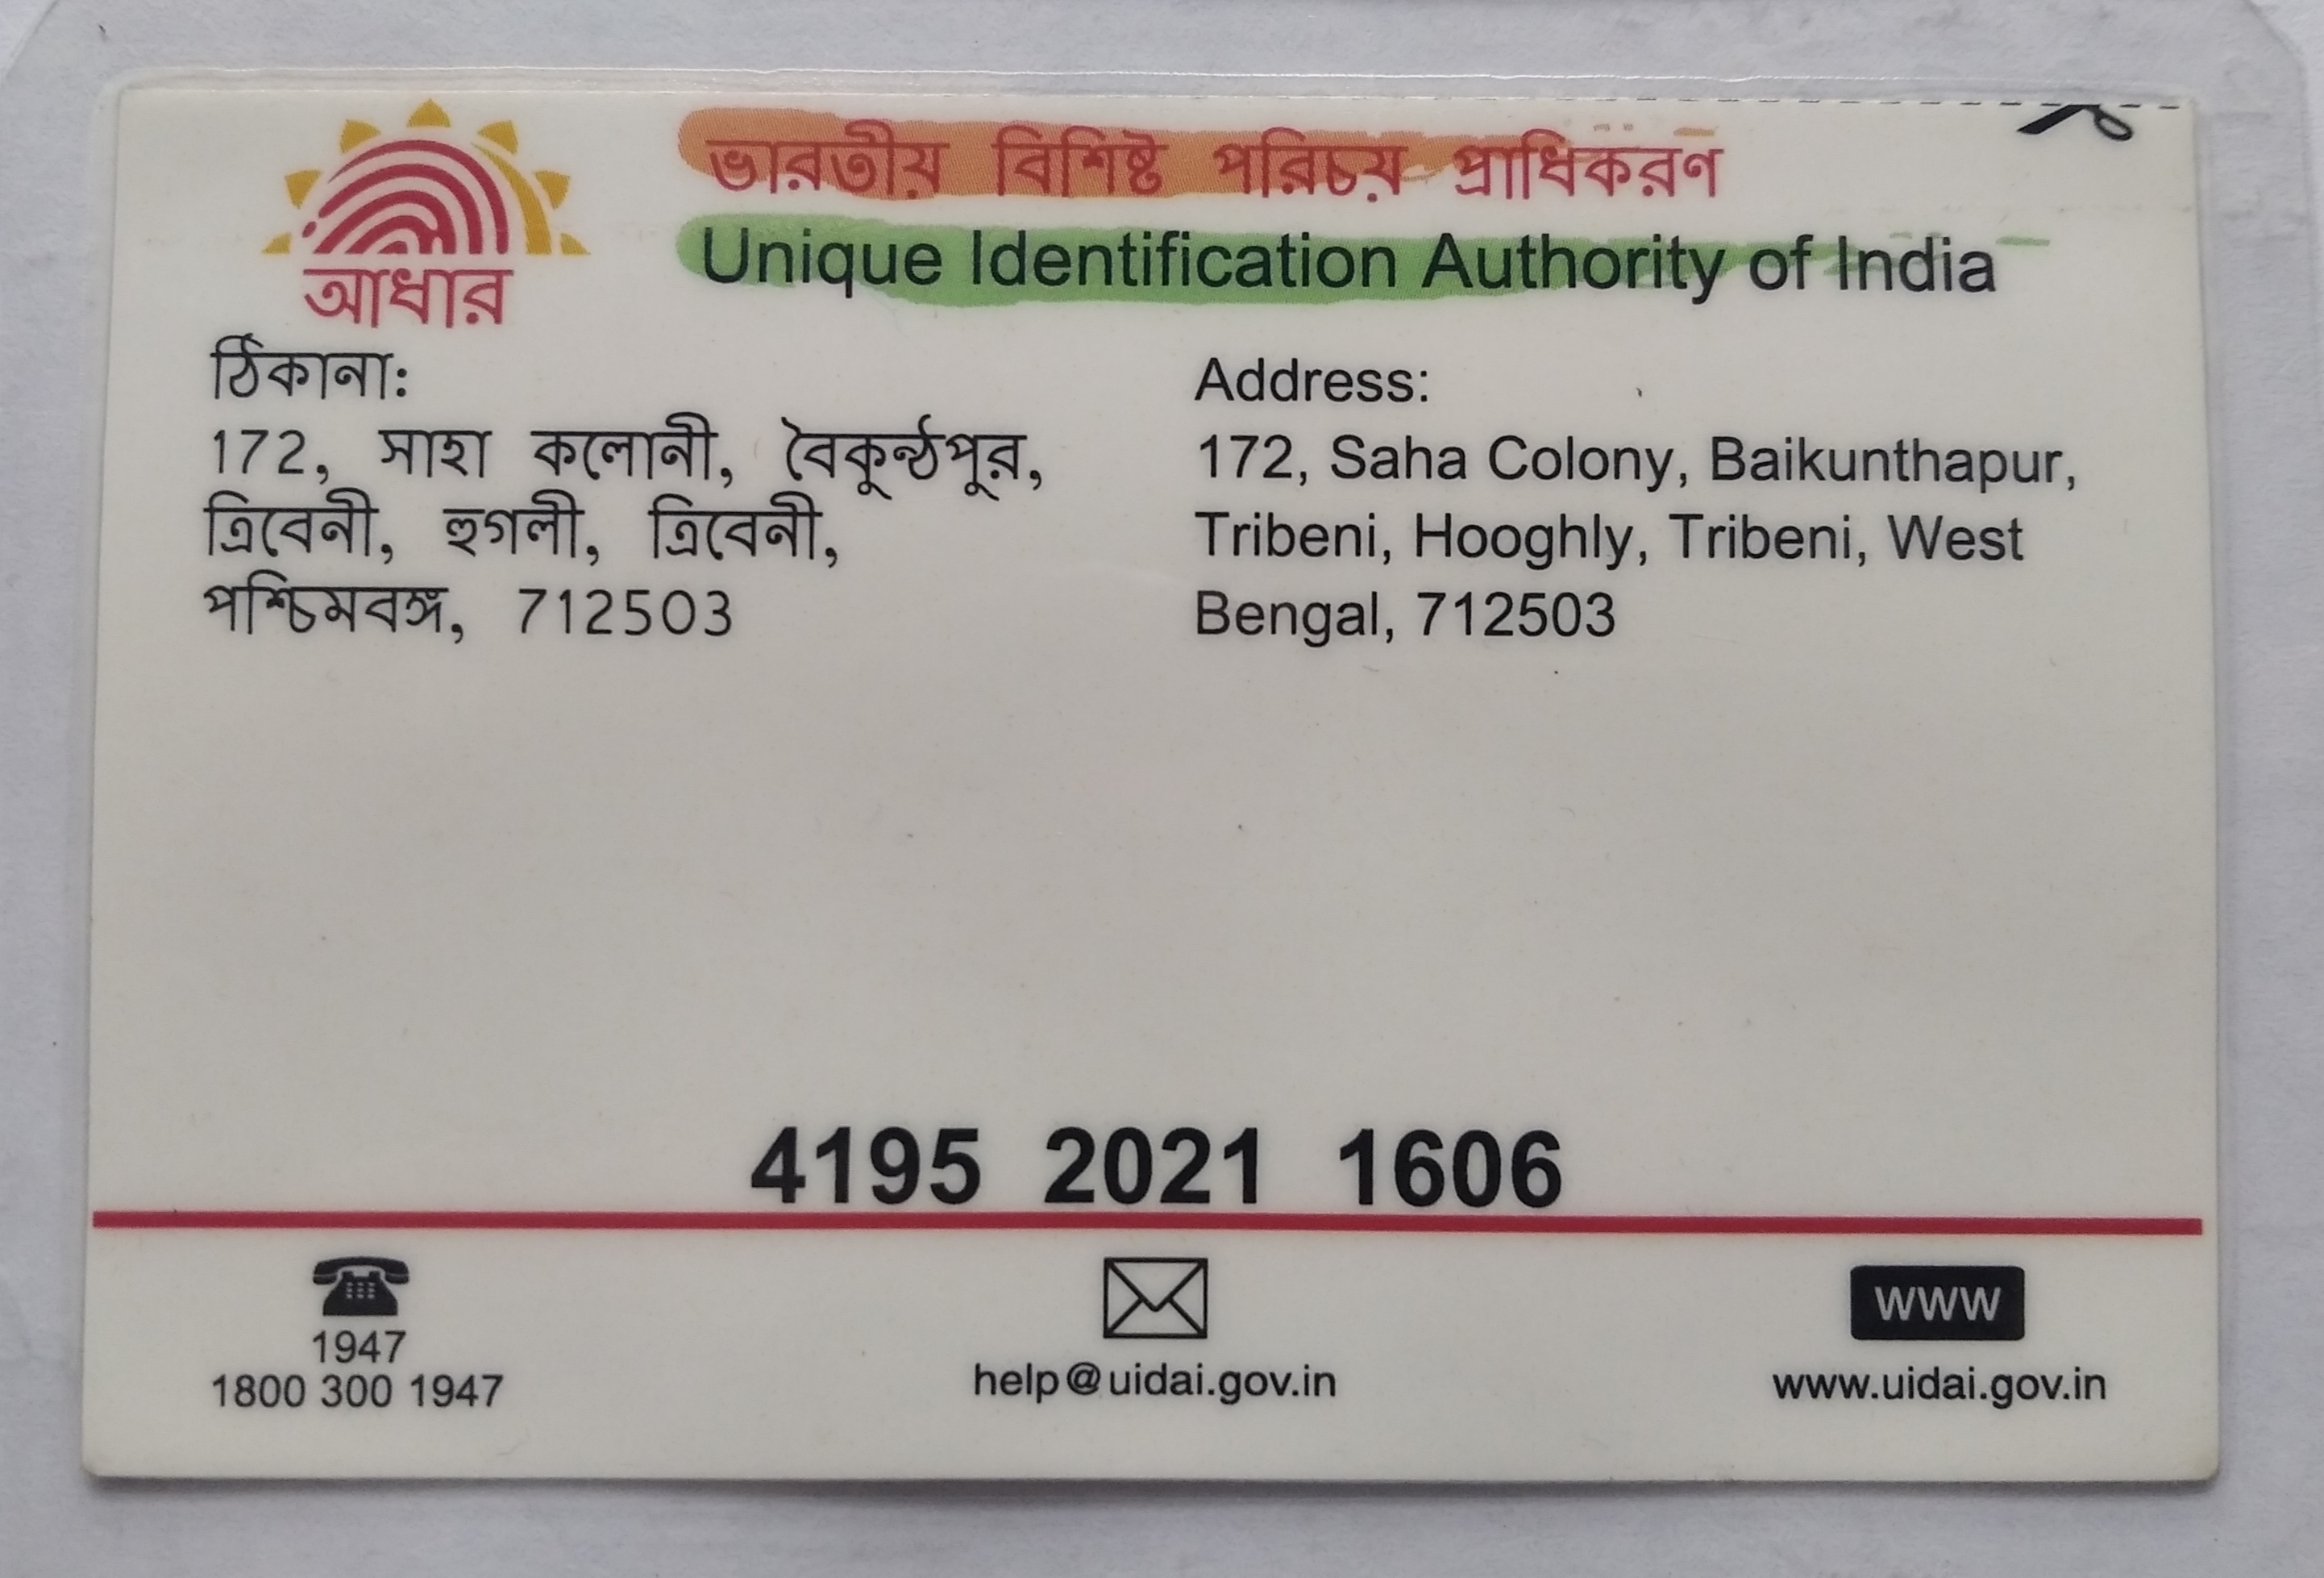 ভারতীয় বিশিষ্ট পরিচয় প্রাধিকরণ
Unique Identification Authority of India
আধার
ঠিকানা:
172, সাহা কলোনী, বৈকুন্ঠপুর,
ত্রিবেনী, হুগলী, ত্রিবেনী,
পশ্চিমবঙ্গ, 712503
Address:
172, Saha Colony, Baikunthapur,
Tribeni, Hooghly, Tribeni, West
Bengal, 712503
4195 2021 1606
1947
1800 300 1947
help@uidai.gov.in
www
www.uidai.gov.in